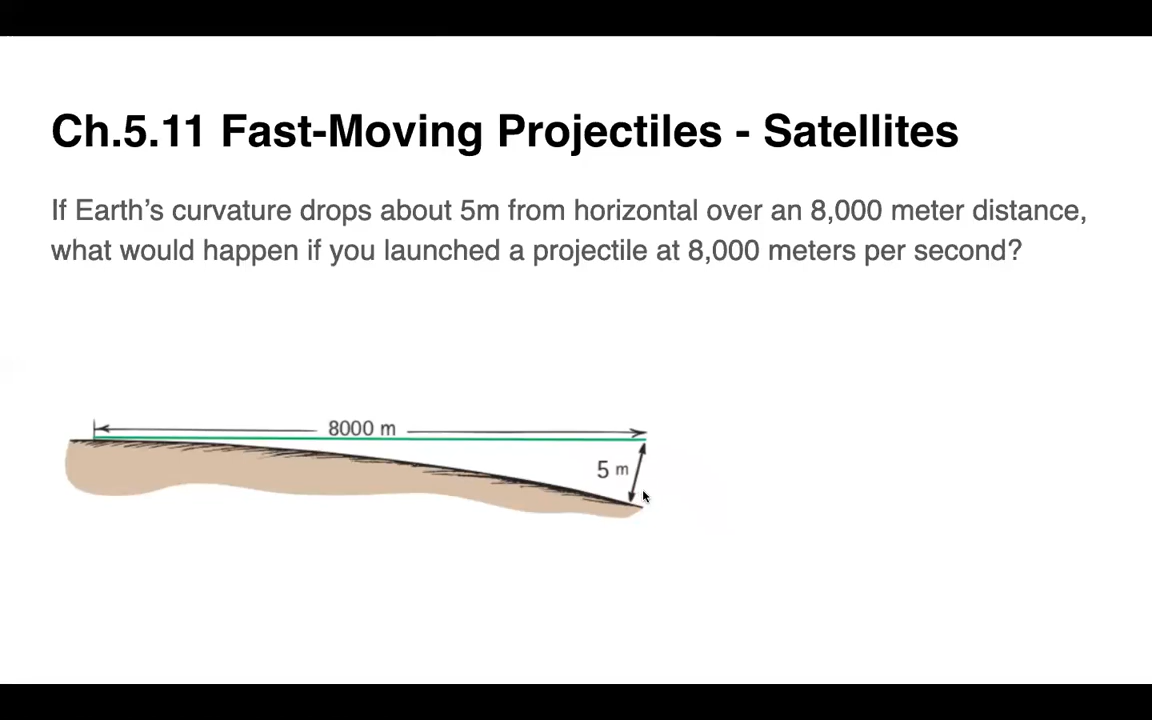 Ch.5.11 Fast-Moving Projectiles - Satellites
If Earth’s curvature drops about 5m from horizontal over an 8,000 meter distance,
what would happen if you launched a projectile at 8,000 meters per second?
8000 m
5 m